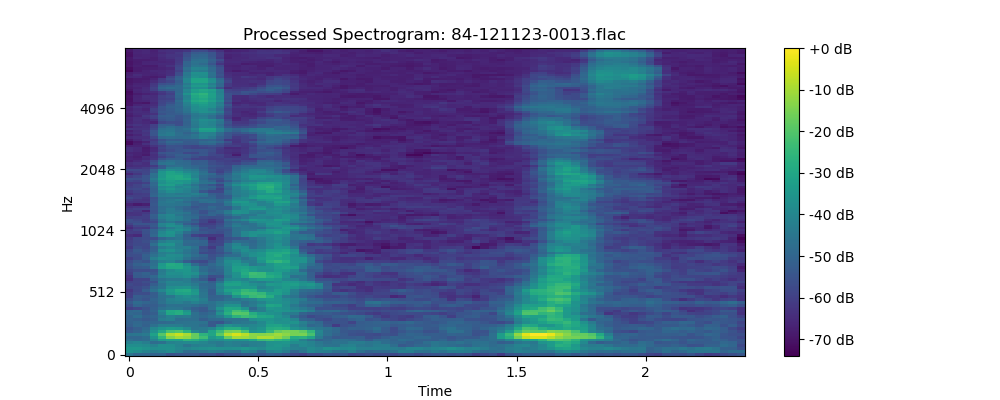 Processed Spectrogram: 84-121123-0013.flac
+0 dB
-10 dB
-20 dB
-30 dB
-40 dB
-50 dB
-60 dB
-70 dB
Hz
4096
2048
1024
512
0
0 0.5 1 1.5 2
Time